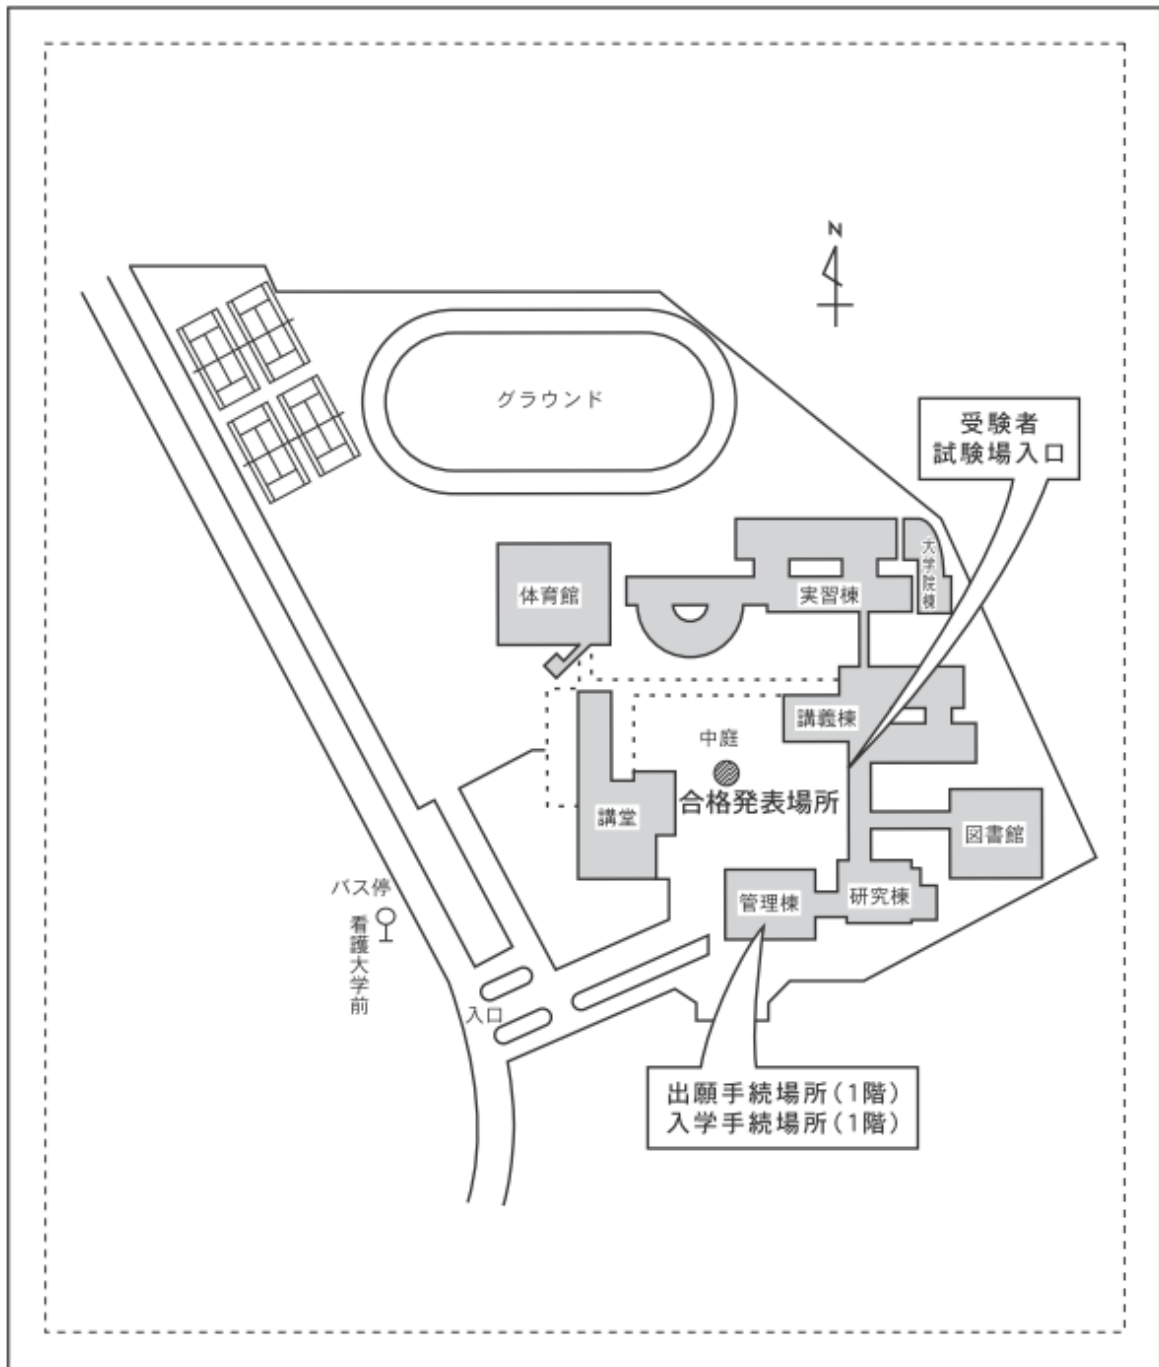 N
グラウンド
受験者
試験場入口
大学院棟
体育館
実習棟
講義棟
中庭
合格発表場所
講堂
図書館
バス停
看護大学前
管理棟
研究棟
入口
出願手続場所(1階)
入学手続場所(1階)